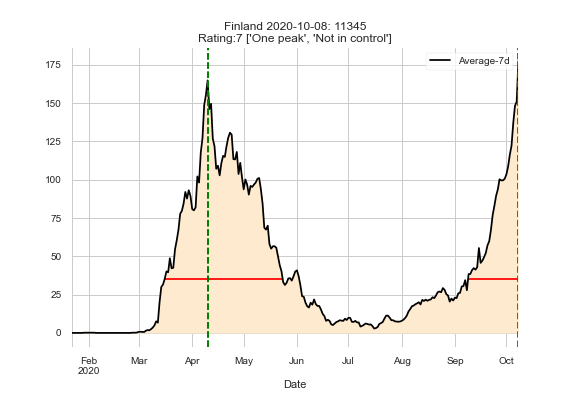 Finland 2020-10-08: 11345
Rating:7 ['One peak', 'Not in control']
Average-7d
175
150
125
100
75
50
25
0
Feb Mar Apr May Jun Jul Aug Sep Oct
2020
Date